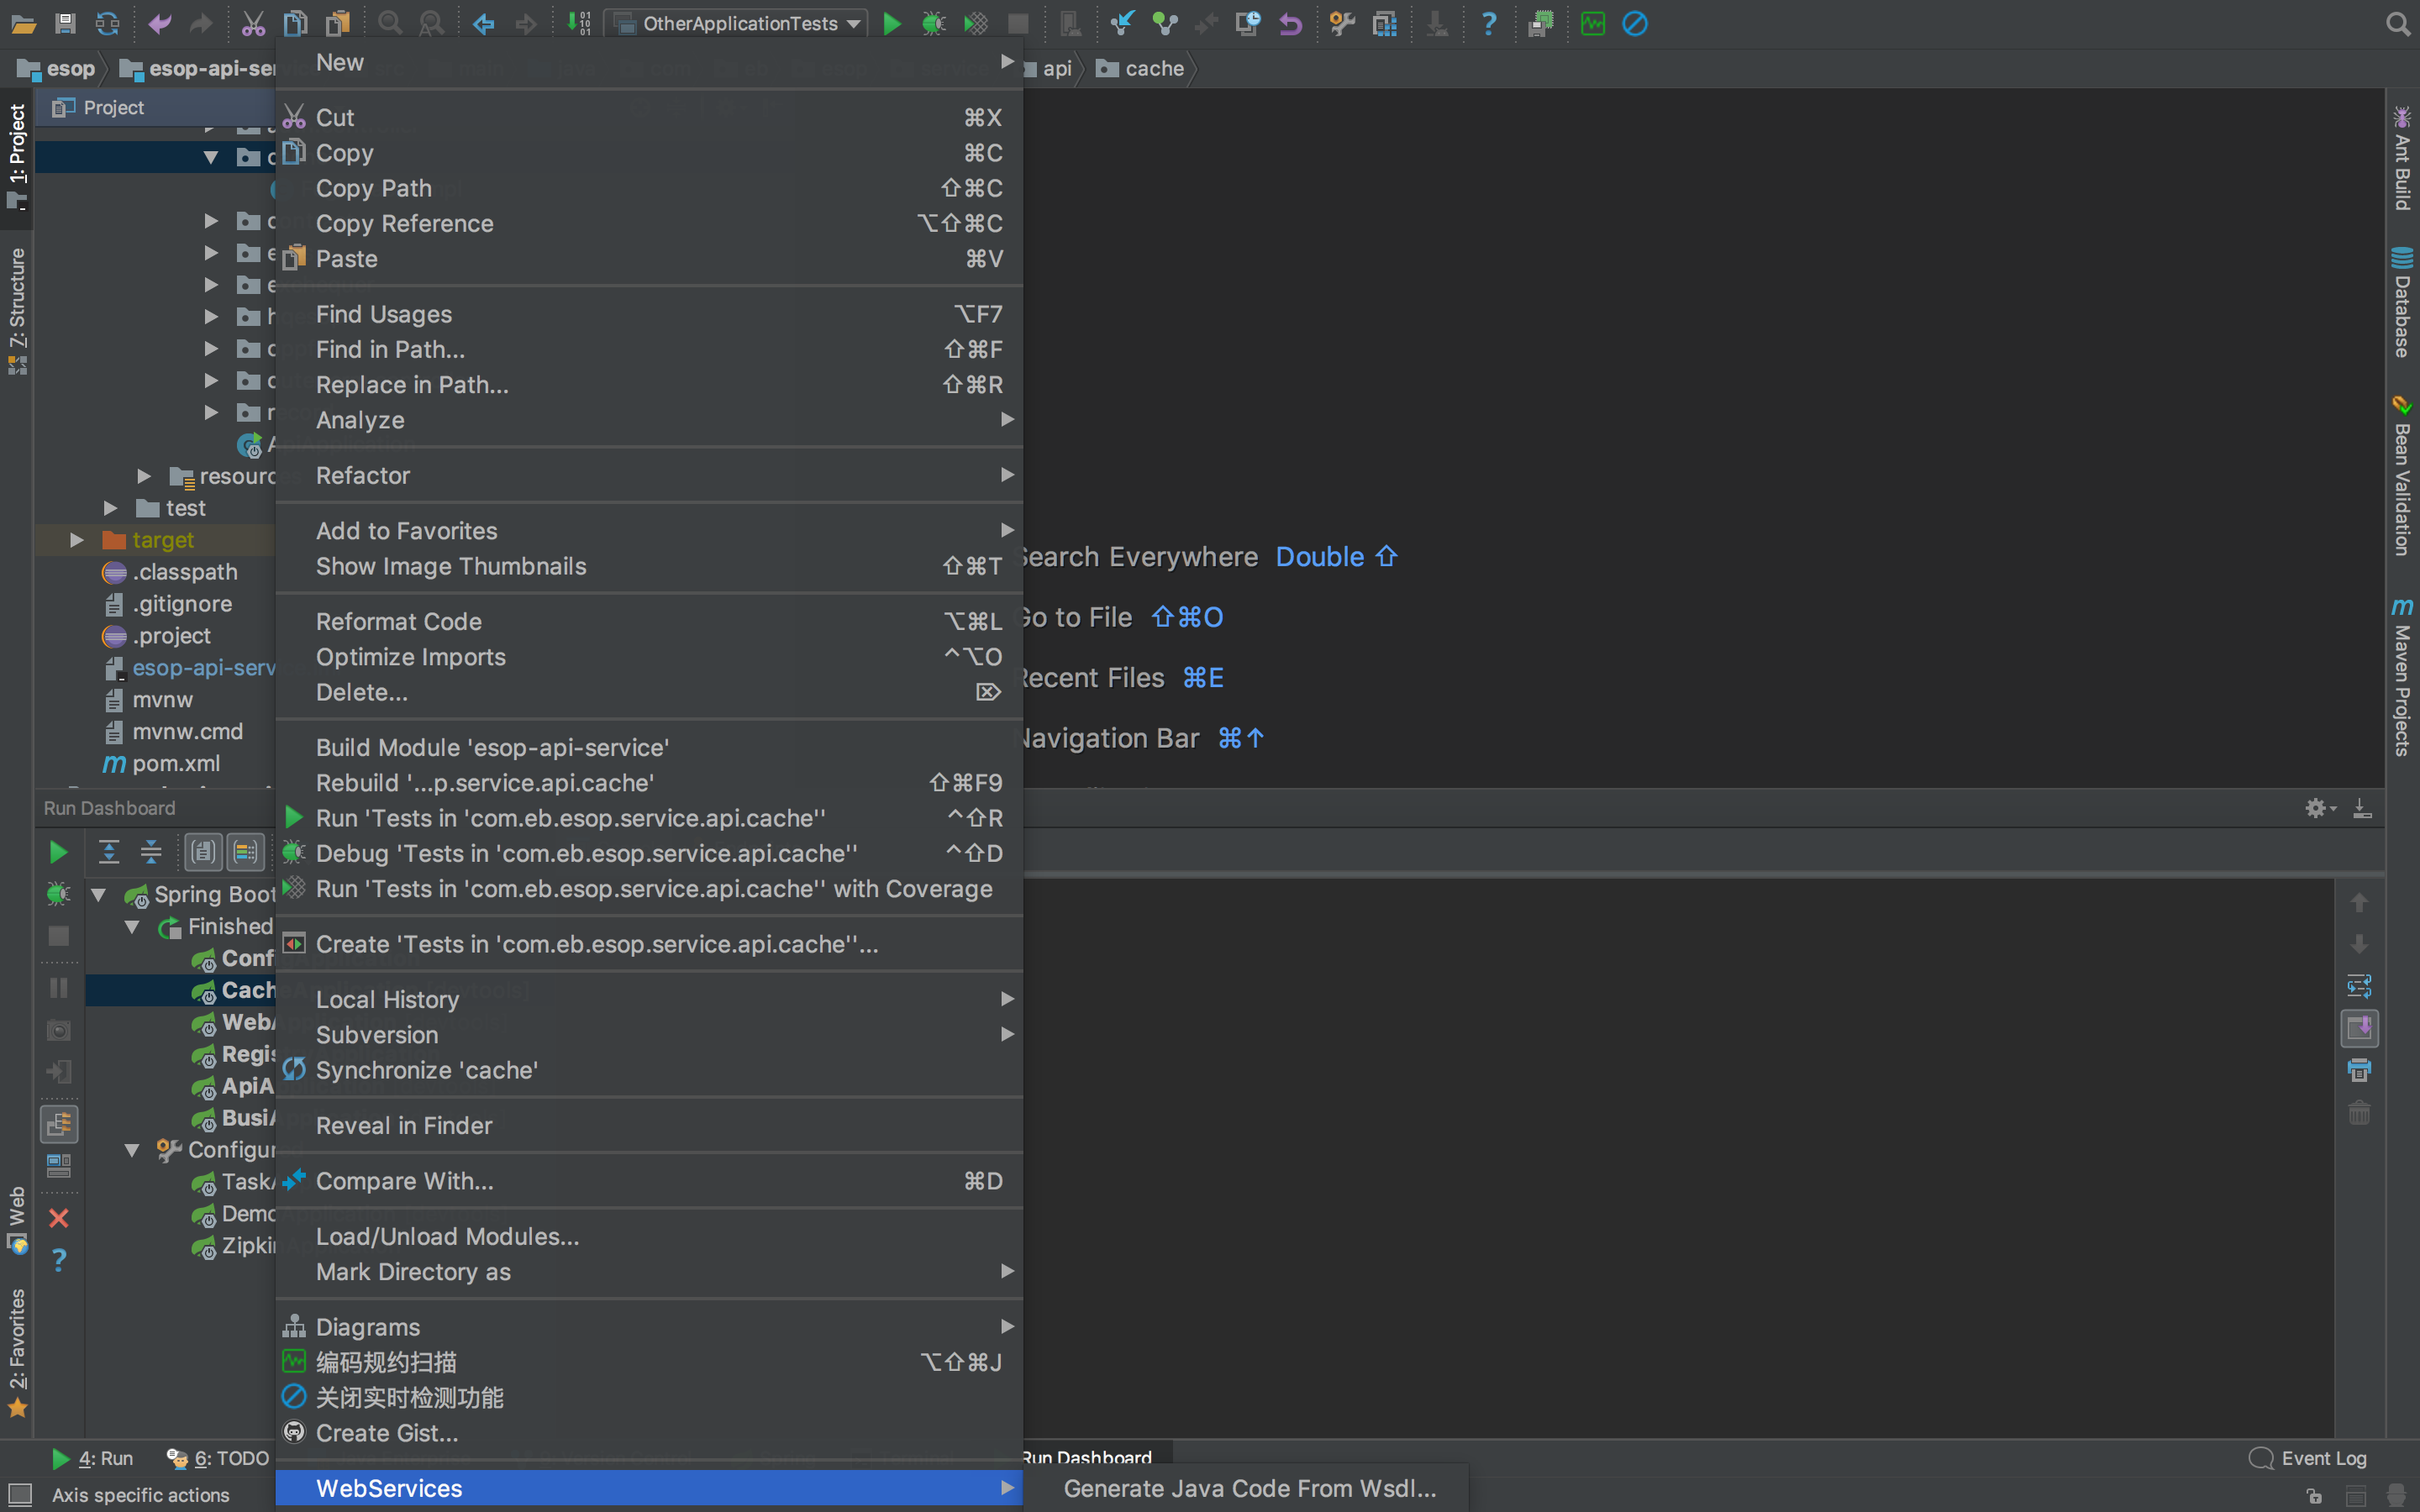 OtherApplicationTests
esop
esop-api-ser
api
cache
Project
1: Project
7: Structure
resourc
test
target
.classpath
.gitignore
.project
esop-api-serv
mvnw
mvnw.cmd
pom.xml
New
Cut ⌘X
Copy ⌘C
Copy Path ⇧⌘C
Copy Reference ⌥⇧⌘C
Paste ⌘V
Find Usages ⌥F7
Find in Path... ⇧⌘F
Replace in Path... ⇧⌘R
Analyze
Refactor
Add to Favorites
Show Image Thumbnails ⇧⌘T
Reformat Code ⌥⌘L
Optimize Imports ^⌥O
Delete... ⌦
Build Module 'esop-api-service'
Rebuild '...p.service.api.cache' ⇧⌘F9
Run 'Tests in 'com.eb.esop.service.api.cache'' ^⇧R
Debug 'Tests in 'com.eb.esop.service.api.cache'' ^⇧D
Run 'Tests in 'com.eb.esop.service.api.cache'' with Coverage
Create 'Tests in 'com.eb.esop.service.api.cache''...
Local History
Subversion
Synchronize 'cache'
Reveal in Finder
Compare With... ⌘D
Load/Unload Modules...
Mark Directory as
Diagrams
编码规约扫描 ⌥⇧⌘J
关闭实时检测功能
Create Gist...
WebServices
Generate Java Code From Wsdl...
Search Everywhere Double ⇧
Go to File ⇧⌘O
Recent Files ⌘E
Navigation Bar ⌘↑
Ant Build
Database
Bean Validation
Maven Projects
Run Dashboard
Spring Boot
Finished
Conf
Cach
Web
Regis
ApiA
BusiA
Configur
Task
Demo
Zipki
Web
2: Favorites
4: Run
6: TODO
Run Dashboard
Event Log
Axis specific actions